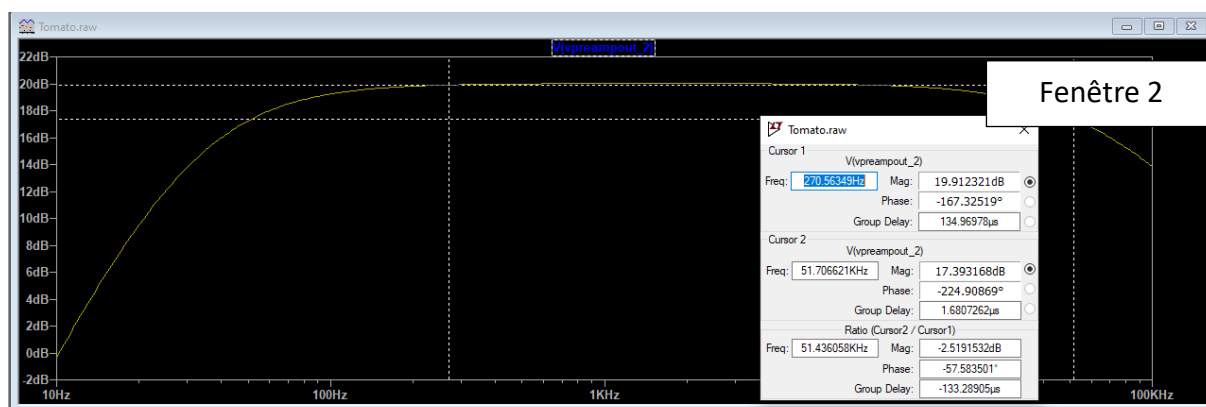 Tomato.raw
V(vpreampout_2)
22dB
20dB
18dB
16dB
14dB
12dB
10dB
8dB
6dB
4dB
2dB
0dB
-2dB
10Hz 100Hz 1KHz 100KHz
Fenêtre 2
Tomato.raw
Cursor 1
V(vpreampout_2)
Freq: 270.56349Hz Mag: 19.912321dB
Phase: -167.32519°
Group Delay: 134.96978µs
Cursor 2
V(vpreampout_2)
Freq: 51.706621KHz Mag: 17.393168dB
Phase: -224.90869°
Group Delay: 1.6807262µs
Ratio (Cursor2 / Cursor1)
Freq: 51.436058KHz Mag: -2.5191532dB
Phase: -57.583501°
Group Delay: -133.28905µs